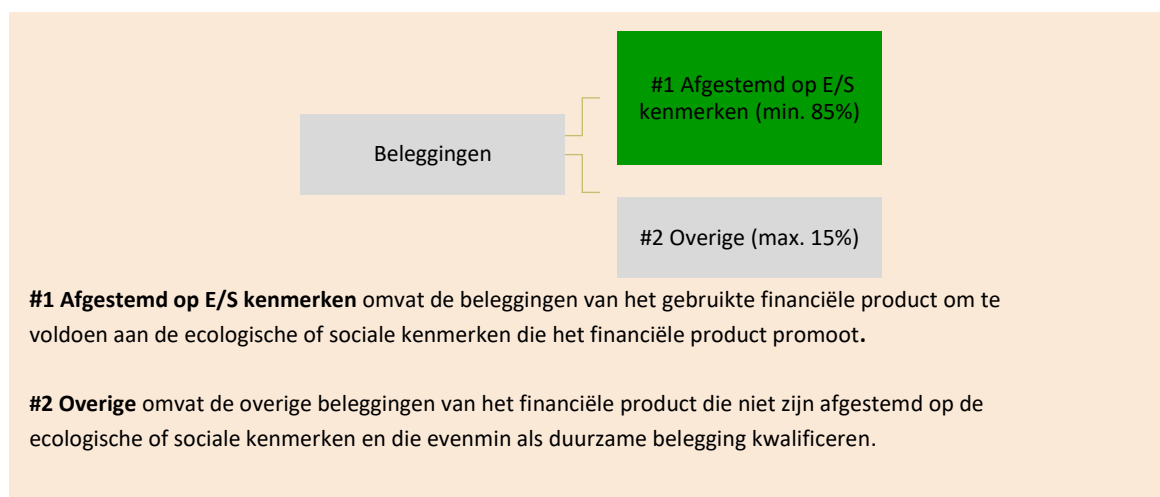 #1 Afgestemd op E/S
kenmerken (min. 85%)
Beleggingen
#2 Overige (max. 15%)
#1 Afgestemd op E/S kenmerken omvat de beleggingen van het gebruikte financiële product om te
voldoen aan de ecologische of sociale kenmerken die het financiële product promoot.
#2 Overige omvat de overige beleggingen van het financiële product die niet zijn afgestemd op de
ecologische of sociale kenmerken en die evenmin als duurzame belegging kwalificeren.